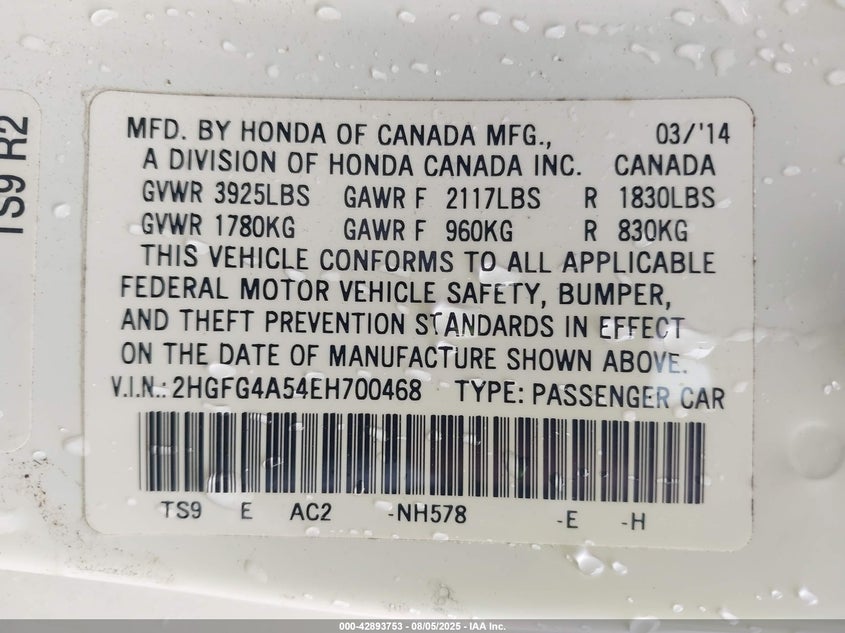 TS9 R2
MFD. BY HONDA OF CANADA MFG., 03/'14
A DIVISION OF HONDA CANADA INC. CANADA
GVWR 3925LBS GAWR F 2117LBS R 1830LBS
GVWR 1780KG GAWR F 960KG R 830KG
THIS VEHICLE CONFORMS TO ALL APPLICABLE
FEDERAL MOTOR VEHICLE SAFETY, BUMPER,
AND THEFT PREVENTION STANDARDS IN EFFECT
ON THE DATE OF MANUFACTURE SHOWN ABOVE.
V.I.N.: 2HGFG4A54EH700468 TYPE: PASSENGER CAR
TS9 E AC2 -NH578 -E -H
000-42893753 - 08/05/2025 - IAA Inc.